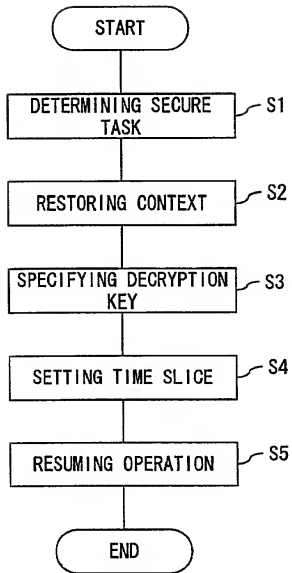 START
DETERMINING SECURE
TASK
S1
RESTORING CONTEXT
S2
SPECIFYING DECRYPTION
KEY
S3
SETTING TIME SLICE
S4
RESUMING OPERATION
S5
END